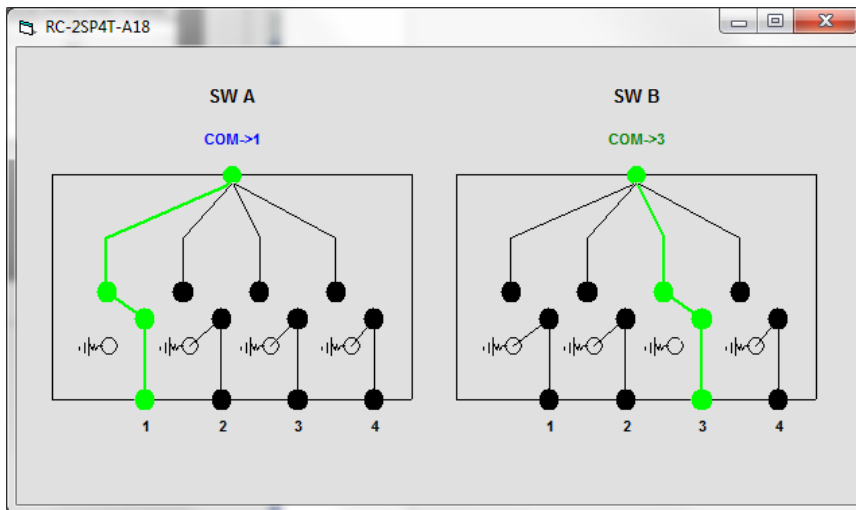 RC-2SP4T-A18
SW A
SW B
COM->1
COM->3
1 2 3 4
1 2 3 4